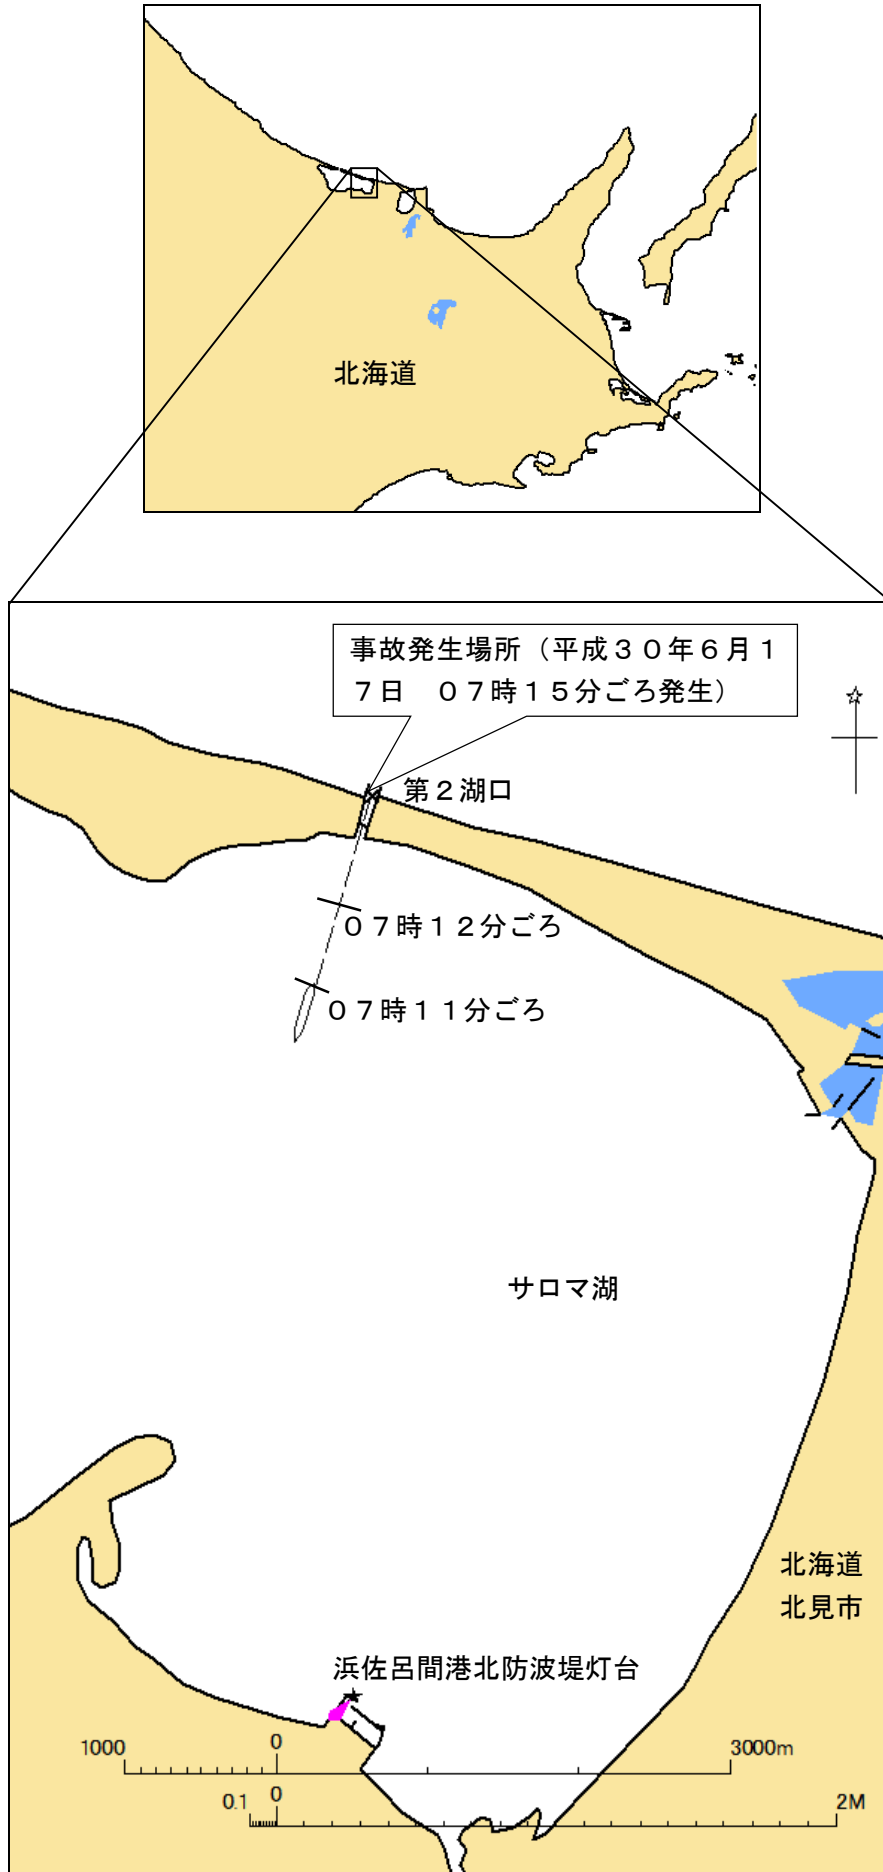 北海道
事故発生場所（平成３０年６月１
７日　０７時１５分ごろ発生）
第２湖口
０７時１２分ごろ
０７時１１分ごろ
サロマ湖
北海道
北見市
浜佐呂間港北防波堤灯台
1000 0 3000m
0.1 0 2M